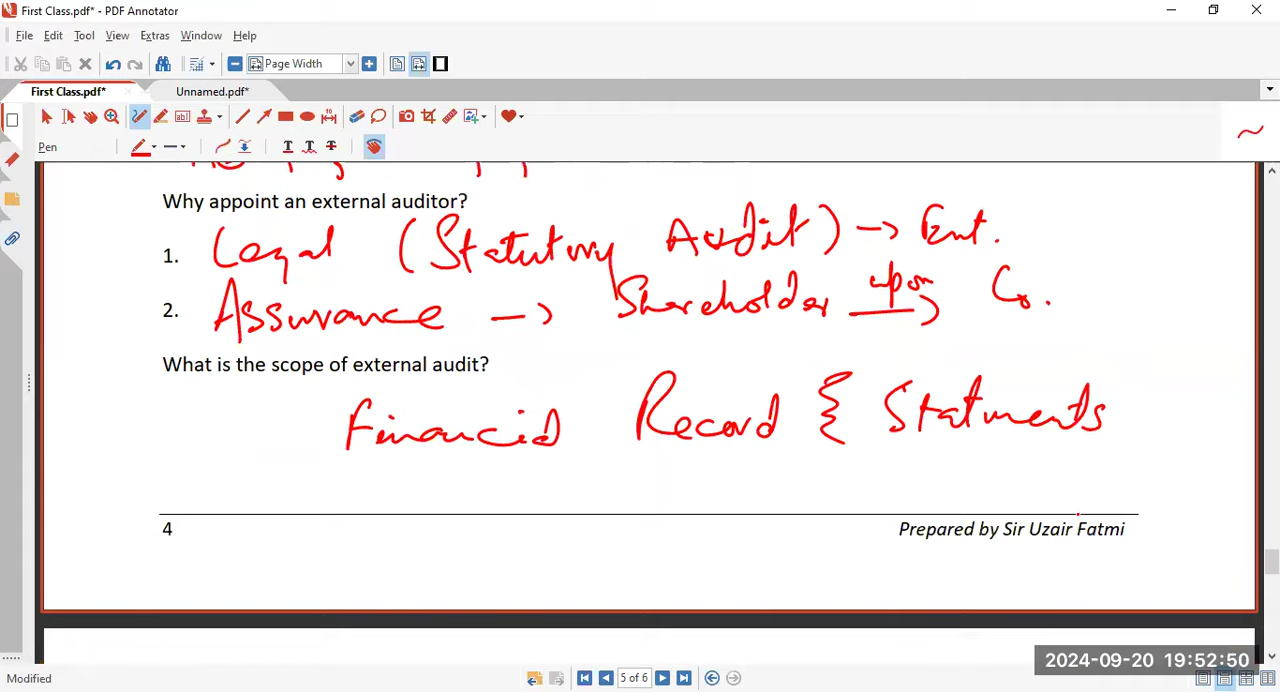 First Class.pdf* - PDF Annotator
File Edit Tool View Extras Window Help
Page Width
First Class.pdf* Unnamed.pdf*
Pen
Why appoint an external auditor?
1. Legal (Statutory Audit) → Ext.
2. Assurance → Shareholder upon Co.
What is the scope of external audit?
Financial Record & Statments
4 Prepared by Sir Uzair Fatmi
5 of 6
2024-09-20 19:52:50
Modified